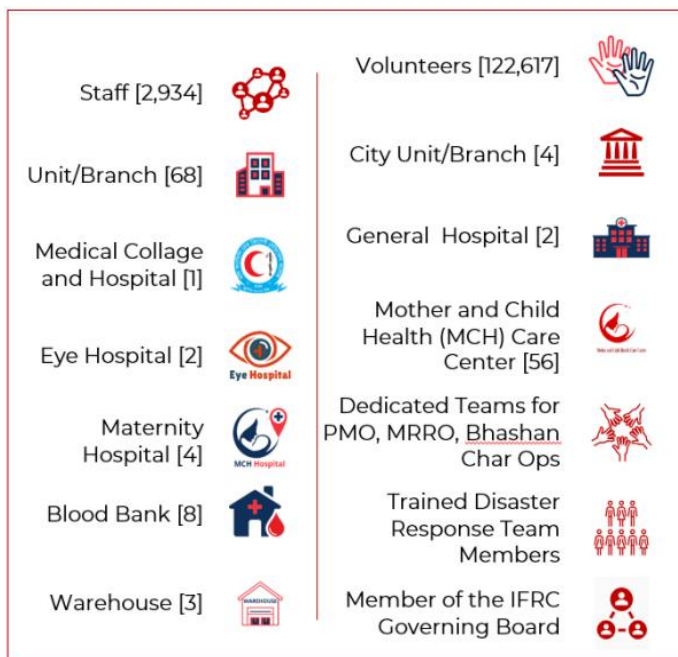 Staff [2,934]
Unit/Branch [68]
Medical Collage
and Hospital [1]
Eye Hospital [2]
Eye Hospital
Maternity
Hospital [4]
MCH Hospital
Blood Bank [8]
Warehouse [3]
WAREHOUSE
Volunteers [122,617]
City Unit/Branch [4]
General Hospital [2]
Mother and Child
Health (MCH) Care
Center [56]
Dedicated Teams for
PMO, MRRO, Bhashan
Char Ops
Trained Disaster
Response Team
Members
Member of the IFRC
Governing Board